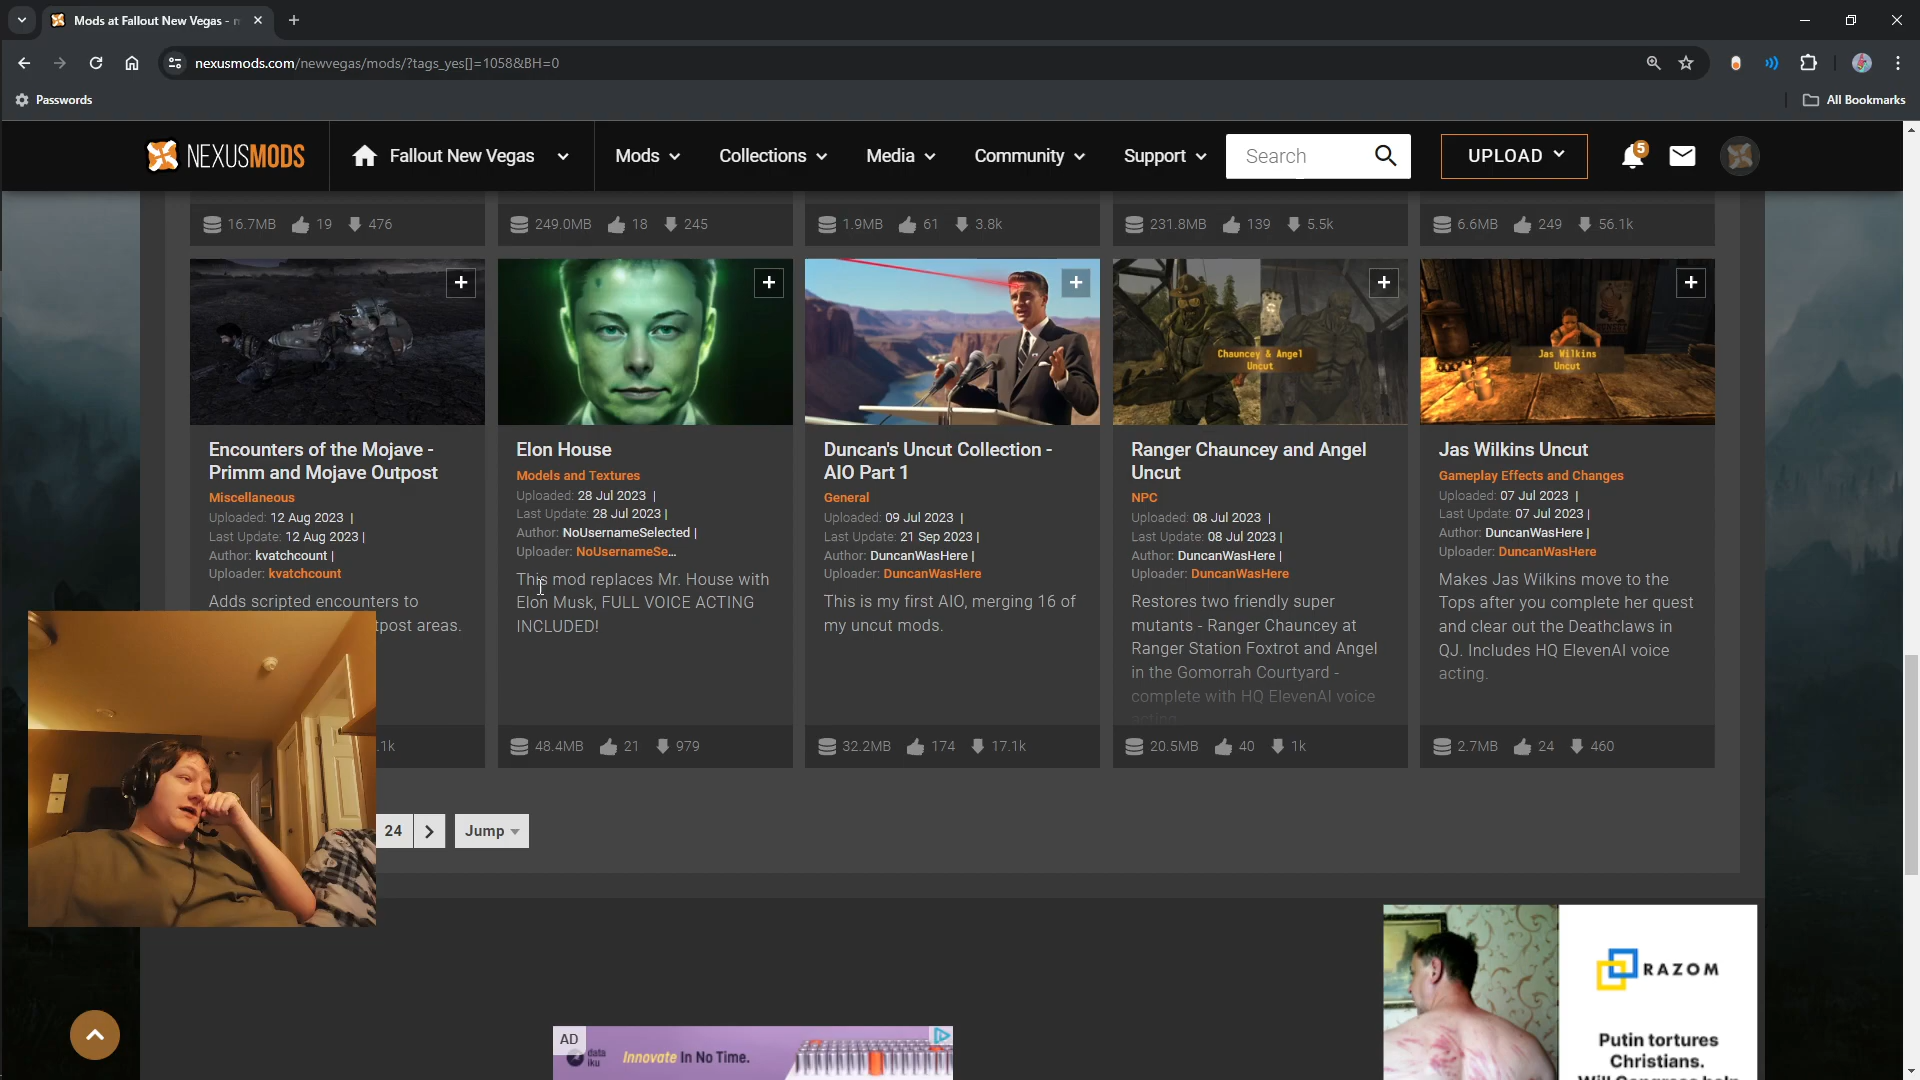 Mods at Fallout New Vegas -
nexusmods.com/newvegas/mods/?tags_yes[]=1058&BH=0
Passwords
All Bookmarks
NEXUSMODS
Fallout New Vegas
Mods
Collections
Media
Community
Support
Search
UPLOAD
5
16.7MB 19 476
249.0MB 18 245
1.9MB 61 3.8k
231.8MB 139 5.5k
6.6MB 249 56.1k
Chauncey & Angel
Uncut
Jas Wilkins
Uncut
Encounters of the Mojave -
Primm and Mojave Outpost
Miscellaneous
Uploaded: 12 Aug 2023 |
Last Update: 12 Aug 2023 |
Author: kvatchcount |
Uploader: kvatchcount
Adds scripted encounters to
tpost areas.
.1k
Elon House
Models and Textures
Uploaded: 28 Jul 2023 |
Last Update: 28 Jul 2023 |
Author: NoUsernameSelected |
Uploader: NoUsernameSe...
This mod replaces Mr. House with
Elon Musk, FULL VOICE ACTING
INCLUDED!
48.4MB 21 979
Duncan's Uncut Collection -
AIO Part 1
General
Uploaded: 09 Jul 2023 |
Last Update: 21 Sep 2023 |
Author: DuncanWasHere |
Uploader: DuncanWasHere
This is my first AIO, merging 16 of
my uncut mods.
32.2MB 174 17.1k
Ranger Chauncey and Angel
Uncut
NPC
Uploaded: 08 Jul 2023 |
Last Update: 08 Jul 2023 |
Author: DuncanWasHere |
Uploader: DuncanWasHere
Restores two friendly super
mutants - Ranger Chauncey at
Ranger Station Foxtrot and Angel
in the Gomorrah Courtyard -
complete with HQ ElevenAI voice
acting.
20.5MB 40 1k
Jas Wilkins Uncut
Gameplay Effects and Changes
Uploaded: 07 Jul 2023 |
Last Update: 07 Jul 2023 |
Author: DuncanWasHere |
Uploader: DuncanWasHere
Makes Jas Wilkins move to the
Tops after you complete her quest
and clear out the Deathclaws in
QJ. Includes HQ ElevenAI voice
acting.
2.7MB 24 460
24
Jump
AD
data
iku
Innovate In No Time.
RAZOM
Putin tortures
Christians.
Will Congress help